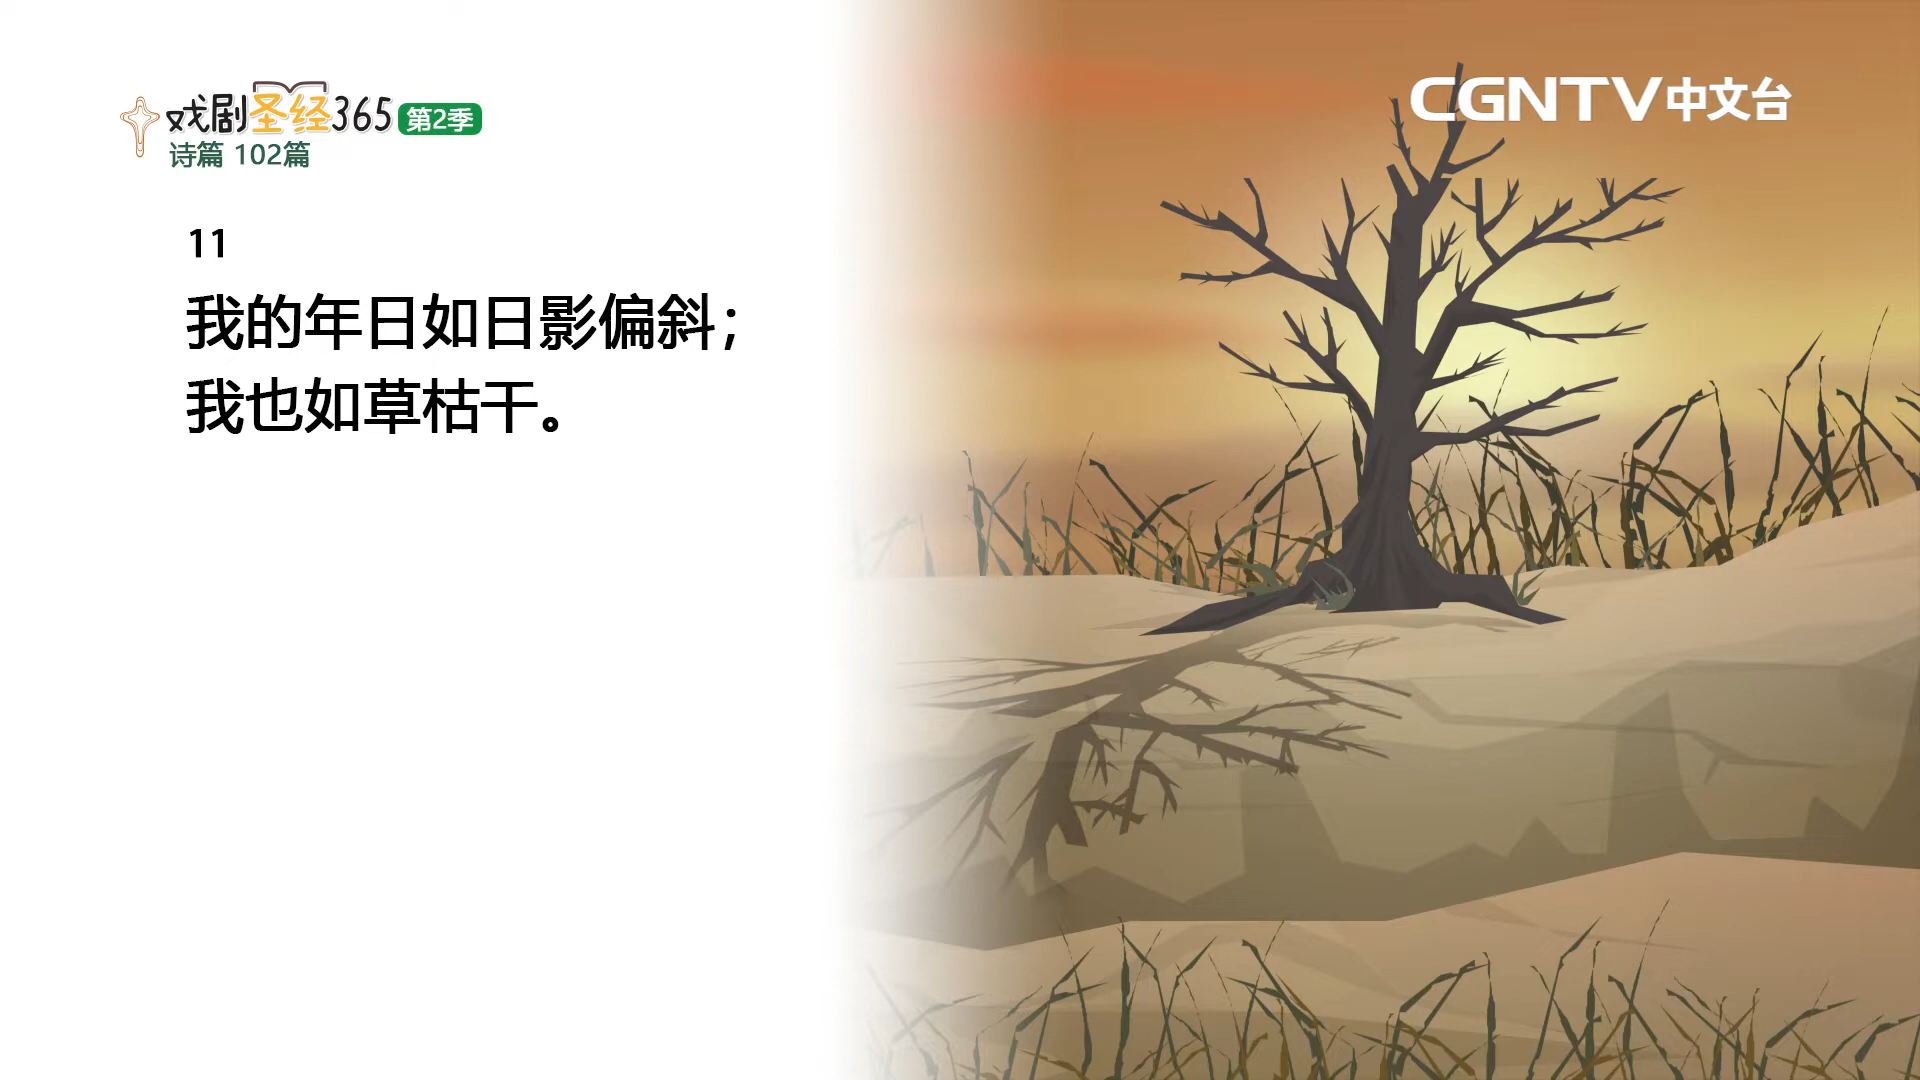 戏剧圣经365 第2季
诗篇 102篇
CGNTV中文台
11
我的年日如日影偏斜；
我也如草枯干。